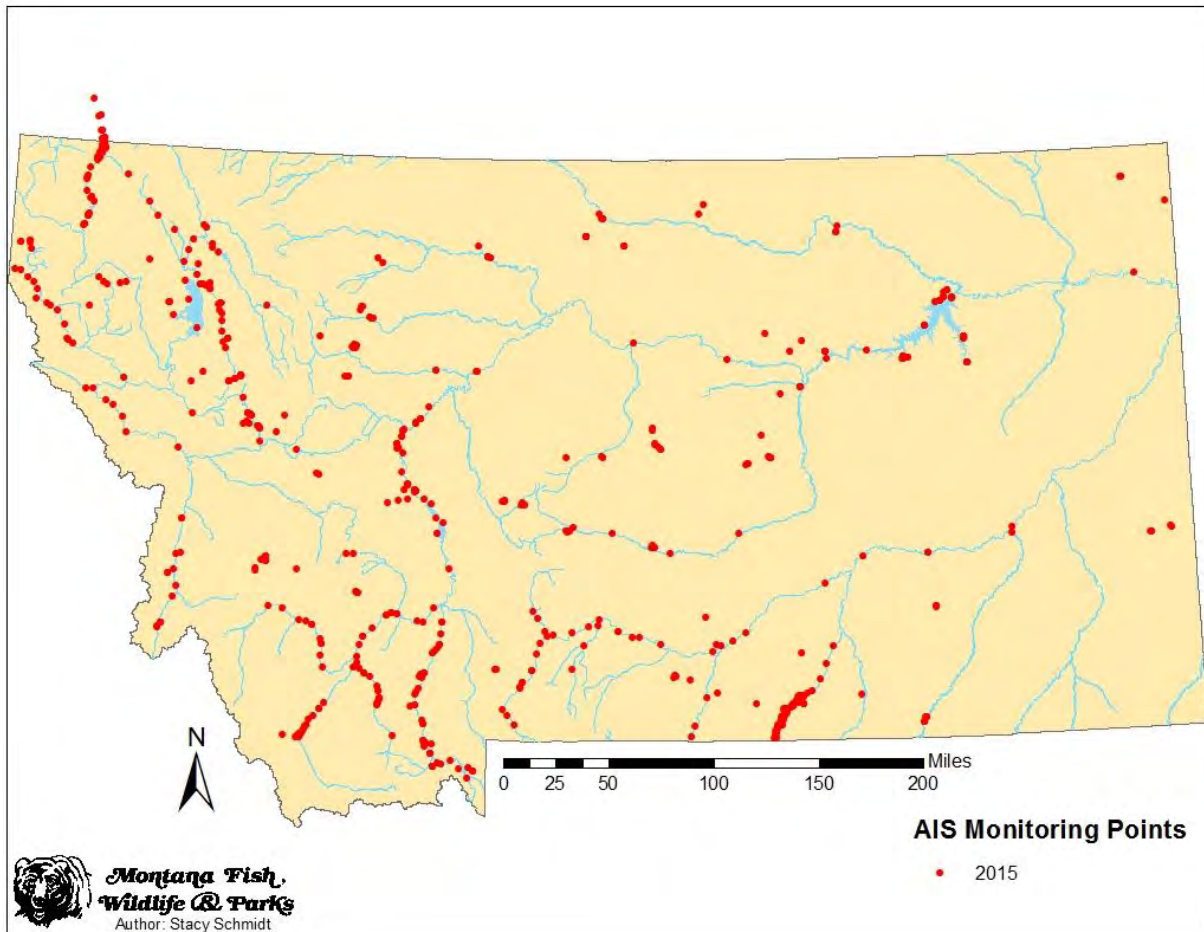 N
Miles
0 25 50 100 150 200
AIS Monitoring Points
2015
Montana Fish,
Wildlife & Parks
Author: Stacy Schmidt